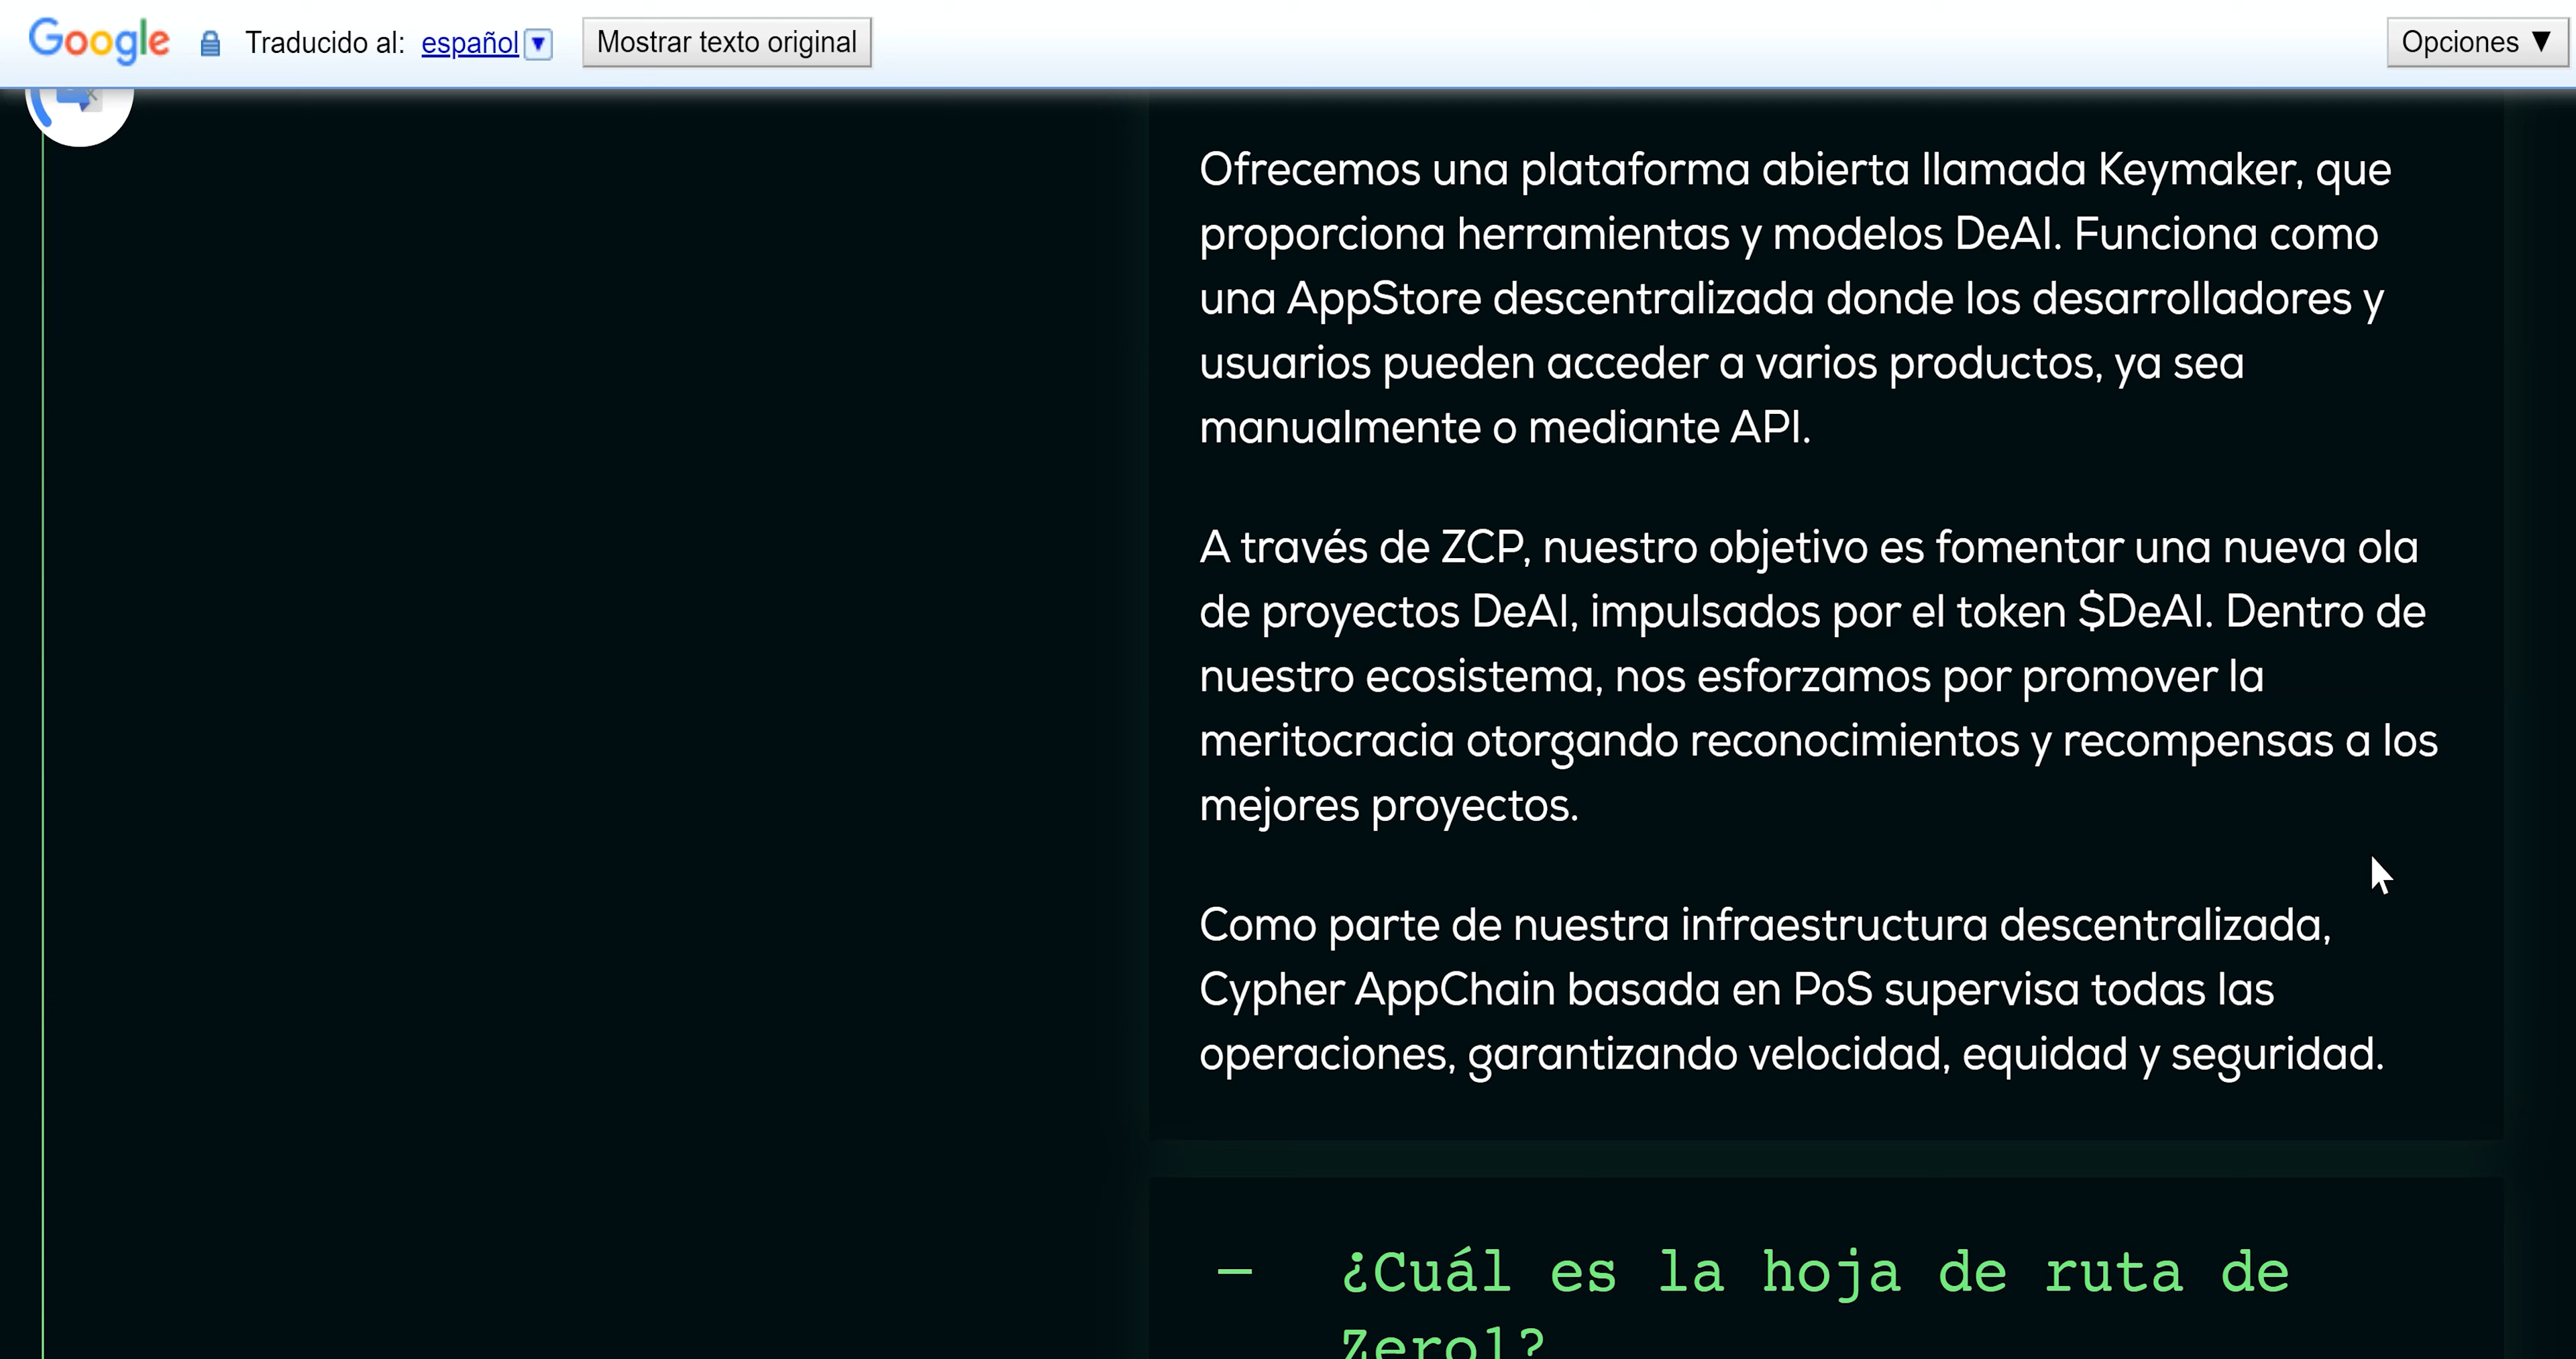 Google Traducido al: español ▼ Mostrar texto original Opciones ▼
Ofrecemos una plataforma abierta llamada Keymaker, que
proporciona herramientas y modelos DeAI. Funciona como
una AppStore descentralizada donde los desarrolladores y
usuarios pueden acceder a varios productos, ya sea
manualmente o mediante API.
A través de ZCP, nuestro objetivo es fomentar una nueva ola
de proyectos DeAI, impulsados por el token $DeAI. Dentro de
nuestro ecosistema, nos esforzamos por promover la
meritocracia otorgando reconocimientos y recompensas a los
mejores proyectos.
Como parte de nuestra infraestructura descentralizada,
Cypher AppChain basada en PoS supervisa todas las
operaciones, garantizando velocidad, equidad y seguridad.
— ¿Cuál es la hoja de ruta de
Zero1?